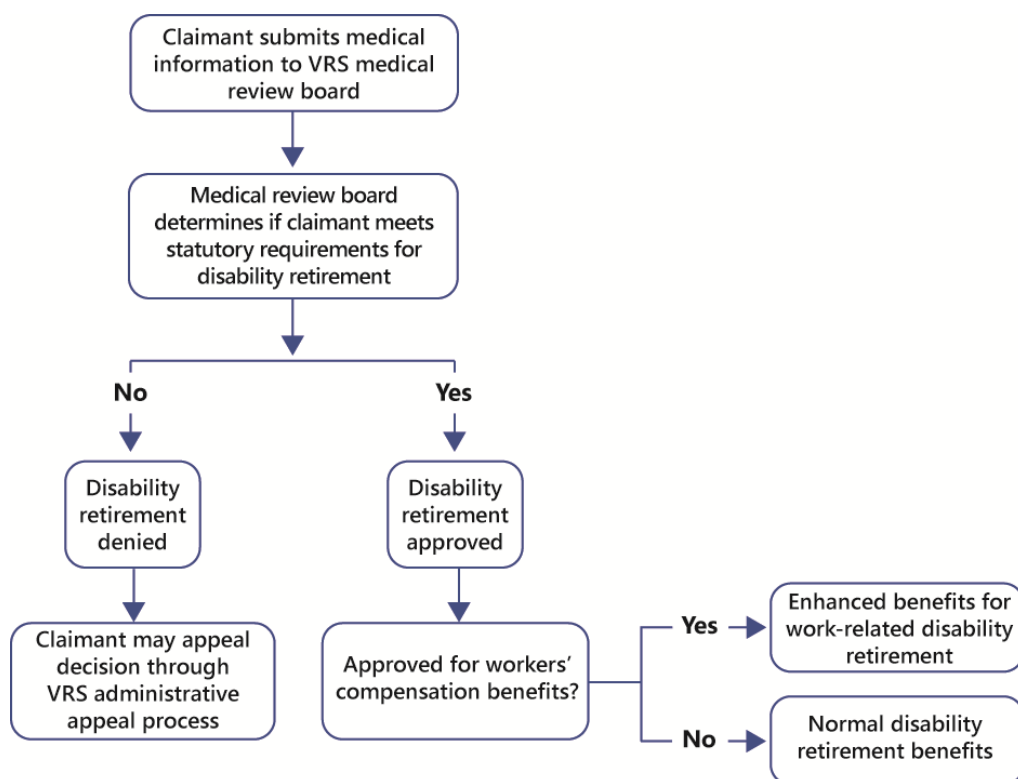 Claimant submits medical
information to VRS medical
review board
Medical review board
determines if claimant meets
statutory requirements for
disability retirement
No
Yes
Disability
retirement
denied
Disability
retirement
approved
Claimant may appeal
decision through
VRS administrative
appeal process
Approved for workers’
compensation benefits?
Yes
Enhanced benefits for
work-related disability
retirement
No
Normal disability
retirement benefits